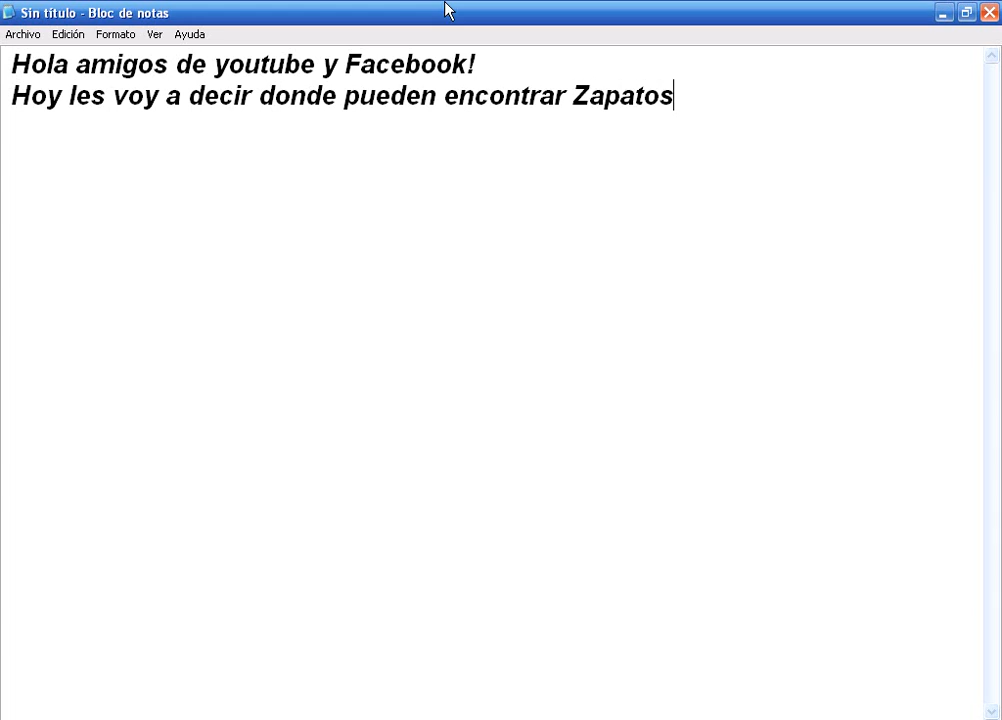 Sin título - Bloc de notas
Archivo Edición Formato Ver Ayuda
Hola amigos de youtube y Facebook!
Hoy les voy a decir donde pueden encontrar Zapatos